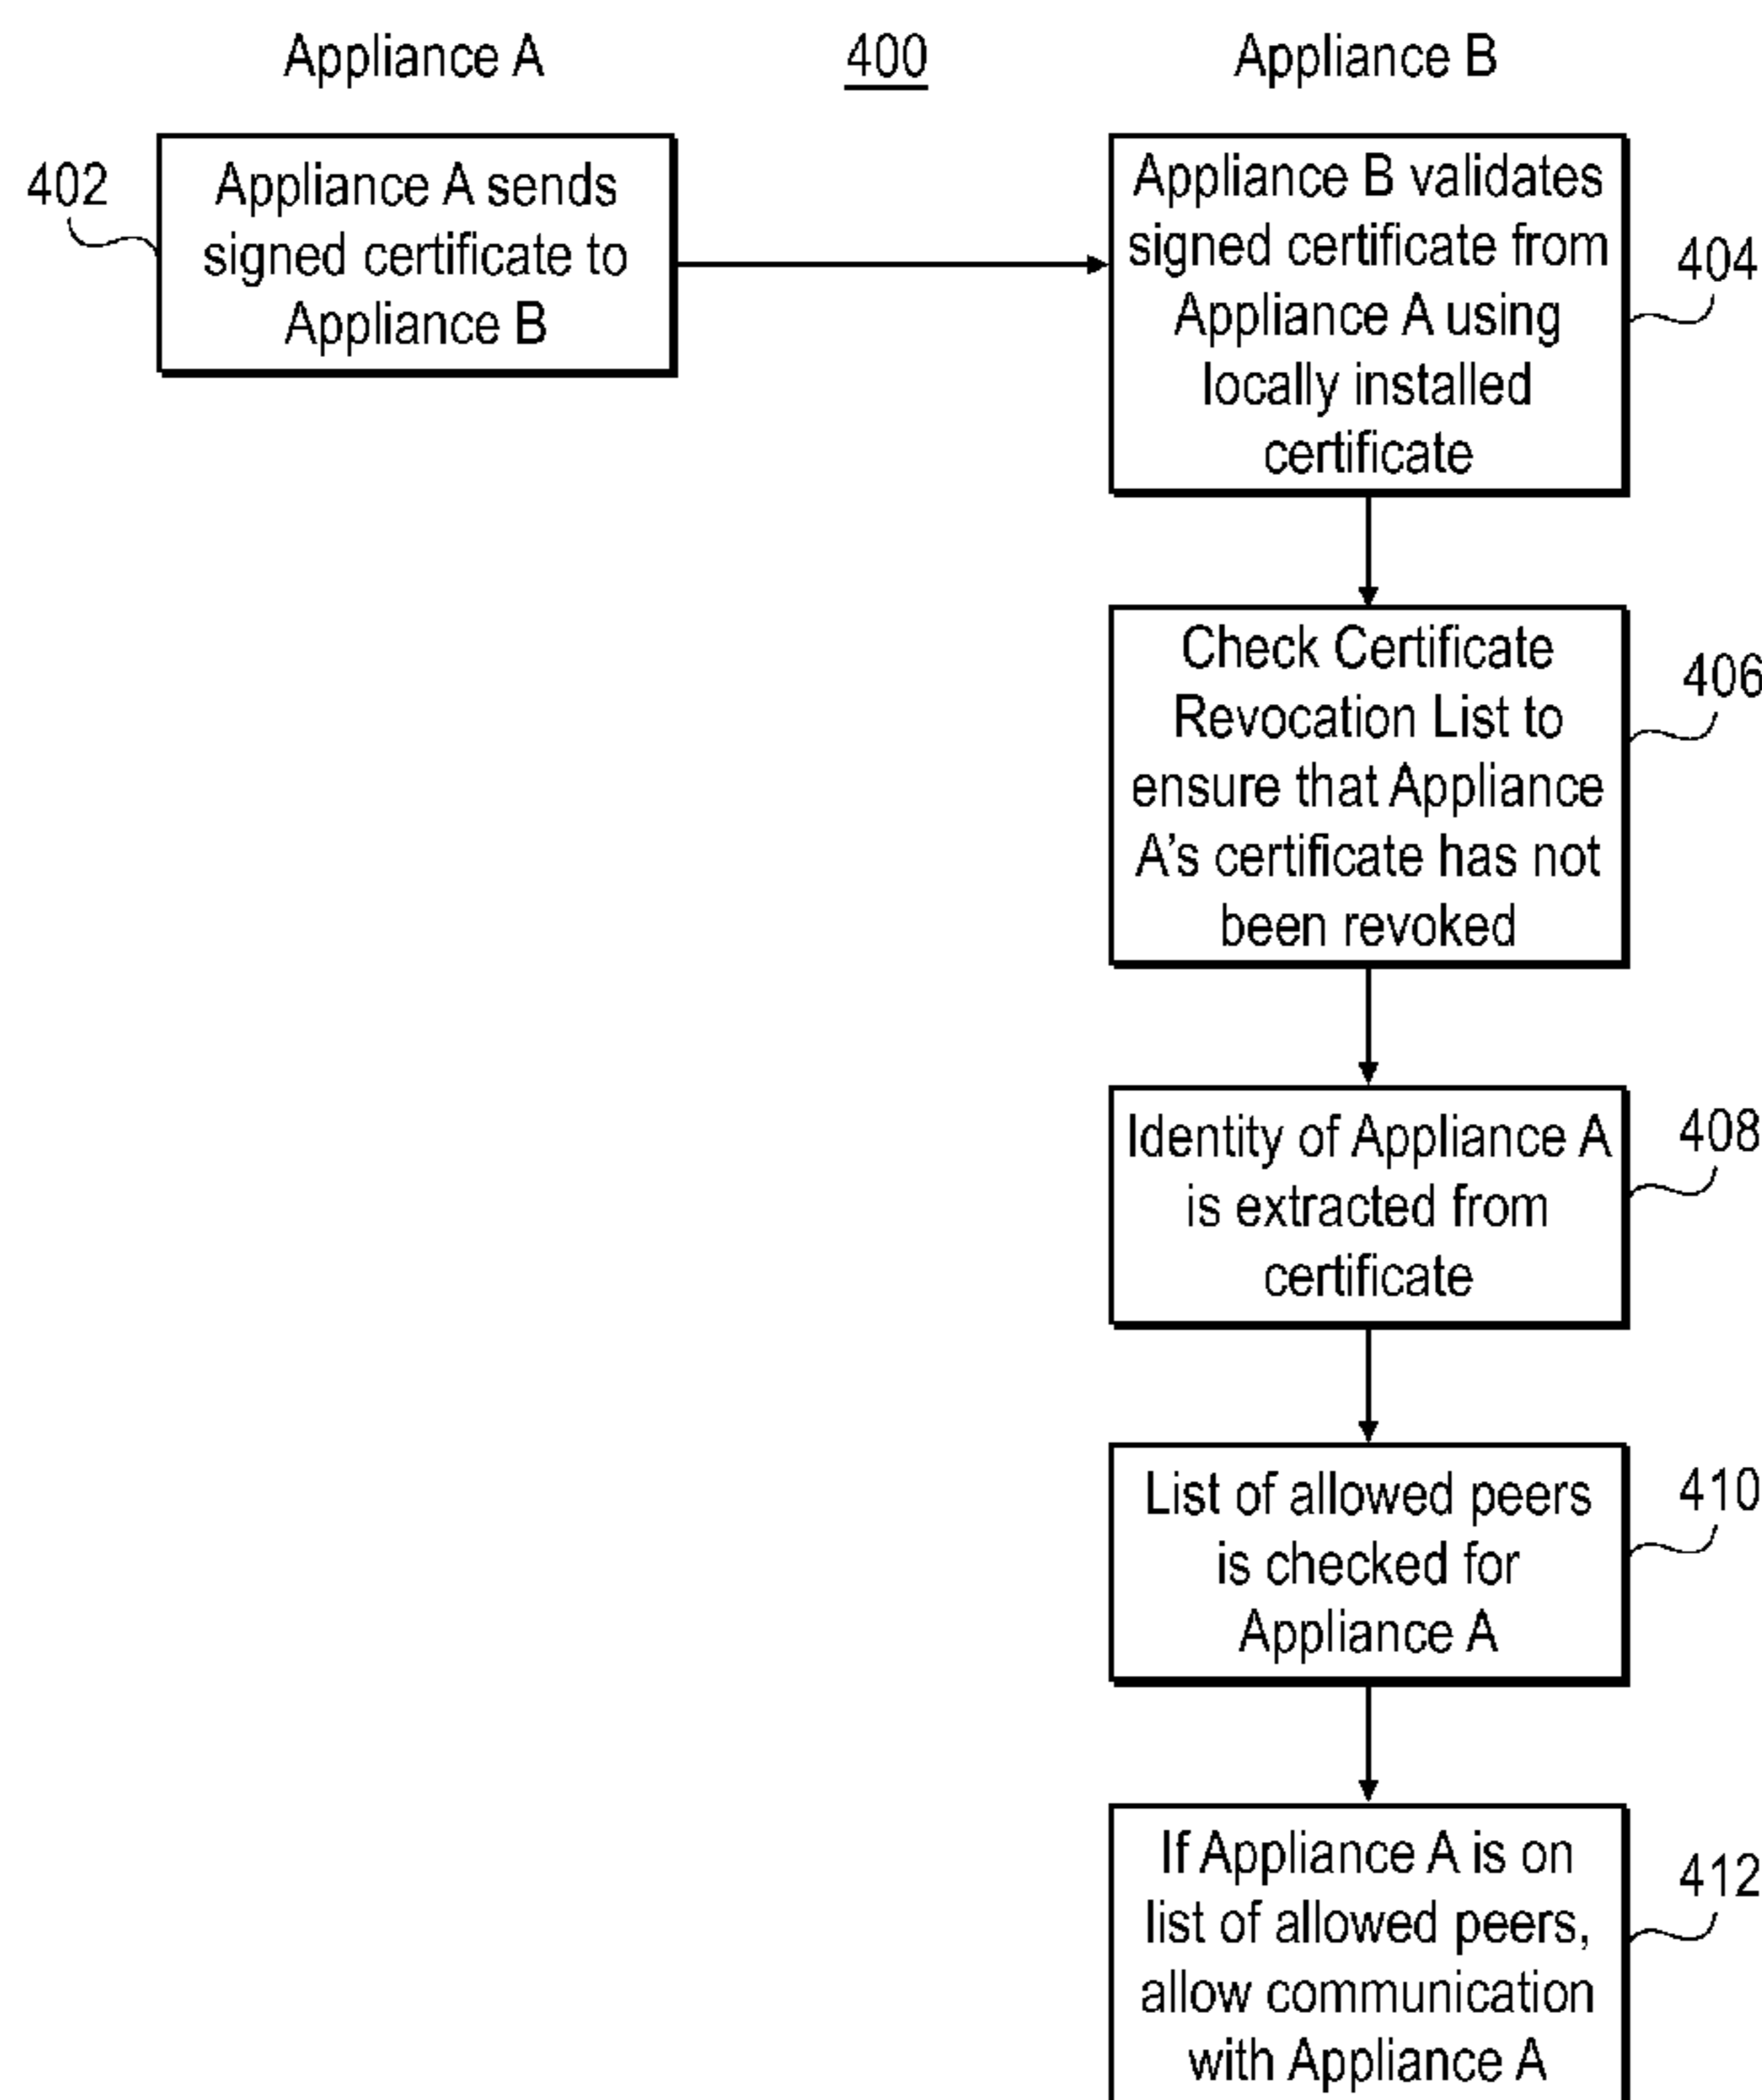 Appliance A
400
Appliance B
402
Appliance A sends
signed certificate to
Appliance B
Appliance B validates
signed certificate from
Appliance A using
locally installed
certificate
404
Check Certificate
Revocation List to
ensure that Appliance
A’s certificate has not
been revoked
406
Identity of Appliance A
is extracted from
certificate
408
List of allowed peers
is checked for
Appliance A
410
If Appliance A is on
list of allowed peers,
allow communication
with Appliance A
412